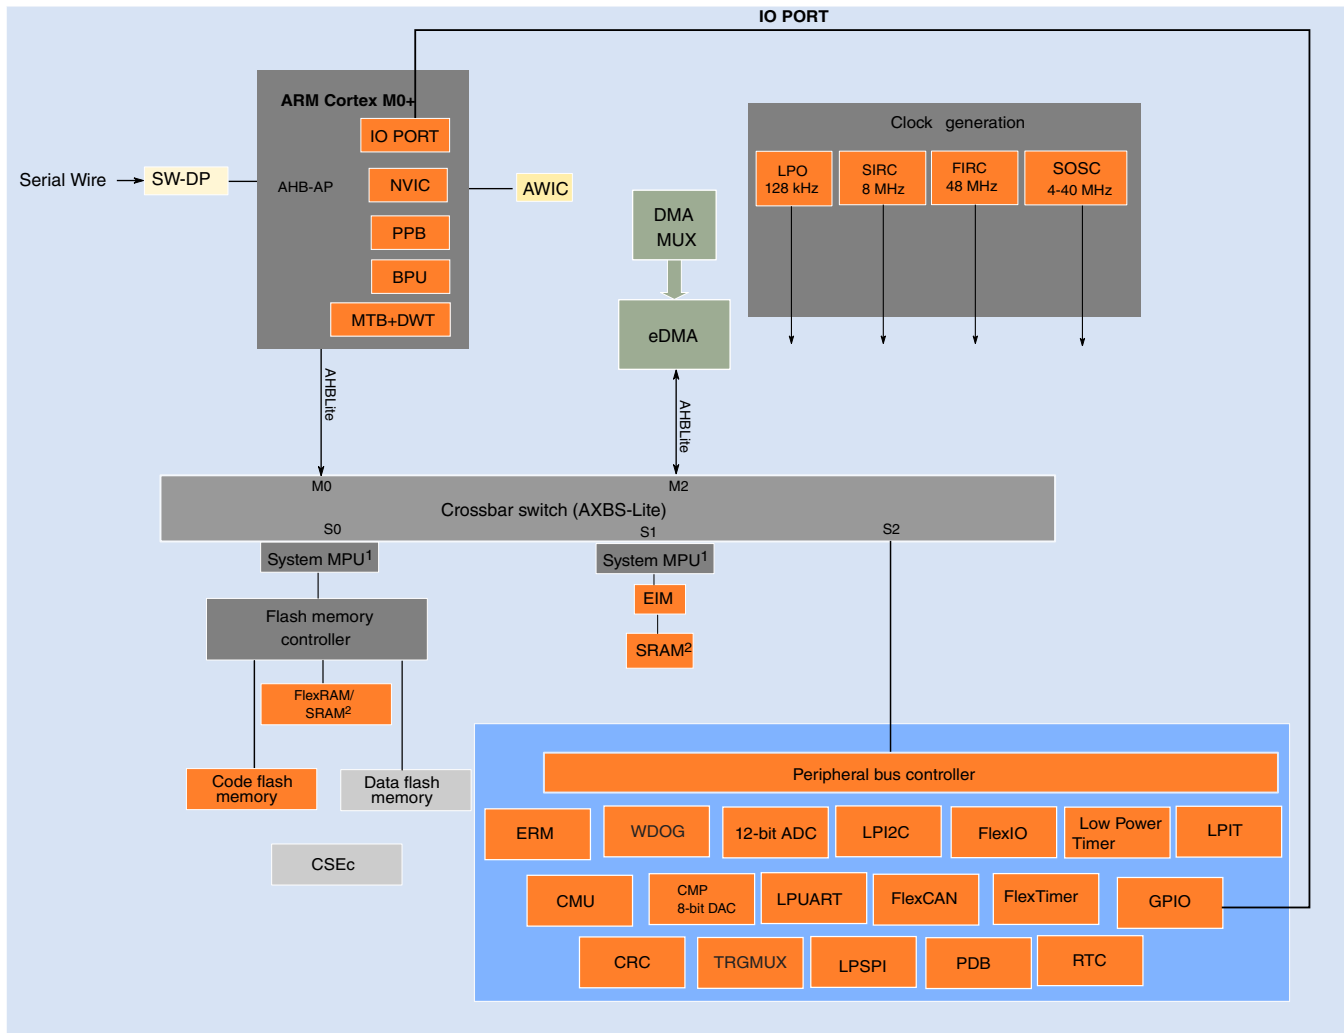 IO PORT
ARM Cortex M0+
IO PORT
Serial Wire
SW-DP
AHB-AP
NVIC
AWIC
PPB
BPU
MTB+DWT
DMA
MUX
eDMA
Clock generation
LPO
128 kHz
SIRC
8 MHz
FIRC
48 MHz
SOSC
4-40 MHz
AHBLite
AHBLite
M0
M2
Crossbar switch (AXBS-Lite)
S0
S1
S2
System MPU1
System MPU1
Flash memory
controller
EIM
SRAM2
FlexRAM/
SRAM2
Code flash
memory
Data flash
memory
CSEc
Peripheral bus controller
ERM
WDOG
12-bit ADC
LPI2C
FlexIO
Low Power
Timer
LPIT
CMU
CMP
8-bit DAC
LPUART
FlexCAN
FlexTimer
GPIO
CRC
TRGMUX
LPSPI
PDB
RTC